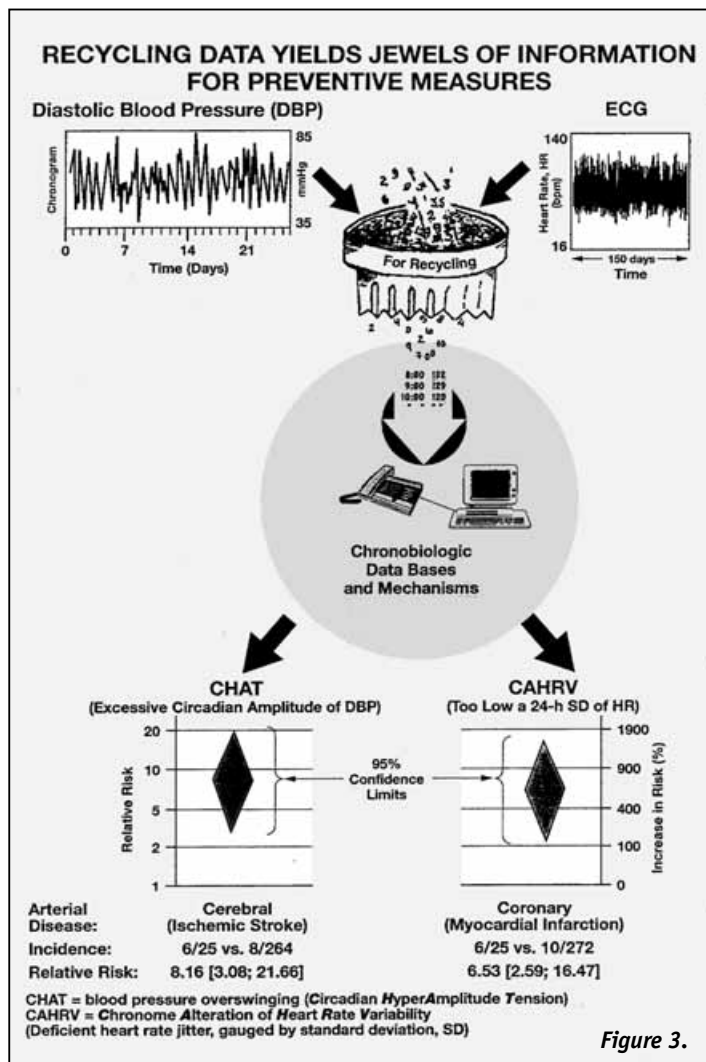 RECYCLING DATA YIELDS JEWELS OF INFORMATION
FOR PREVENTIVE MEASURES
Diastolic Blood Pressure (DBP)
Chronogram
85
mmHg
35
0 7 14 21
Time (Days)
ECG
140
Heart Rate, HR
(bpm)
16
150 days
Time
For Recycling
8:00 132
9:00 129
10:00 120
Chronobiologic
Data Bases
and Mechanisms
CHAT
(Excessive Circadian Amplitude of DBP)
Relative Risk
20
10
5
2
1
95%
Confidence
Limits
CAHRV
(Too Low a 24-h SD of HR)
1900
900
400
100
0
Increase in Risk (%)
Arterial
Disease:
Cerebral
(Ischemic Stroke)
Coronary
(Myocardial Infarction)
Incidence: 6/25 vs. 8/264 6/25 vs. 10/272
Relative Risk: 8.16 [3.08; 21.66] 6.53 [2.59; 16.47]
CHAT = blood pressure overswinging (Circadian HyperAmplitude Tension)
CAHRV = Chronome Alteration of Heart Rate Variability
(Deficient heart rate jitter, gauged by standard deviation, SD)
Figure 3.